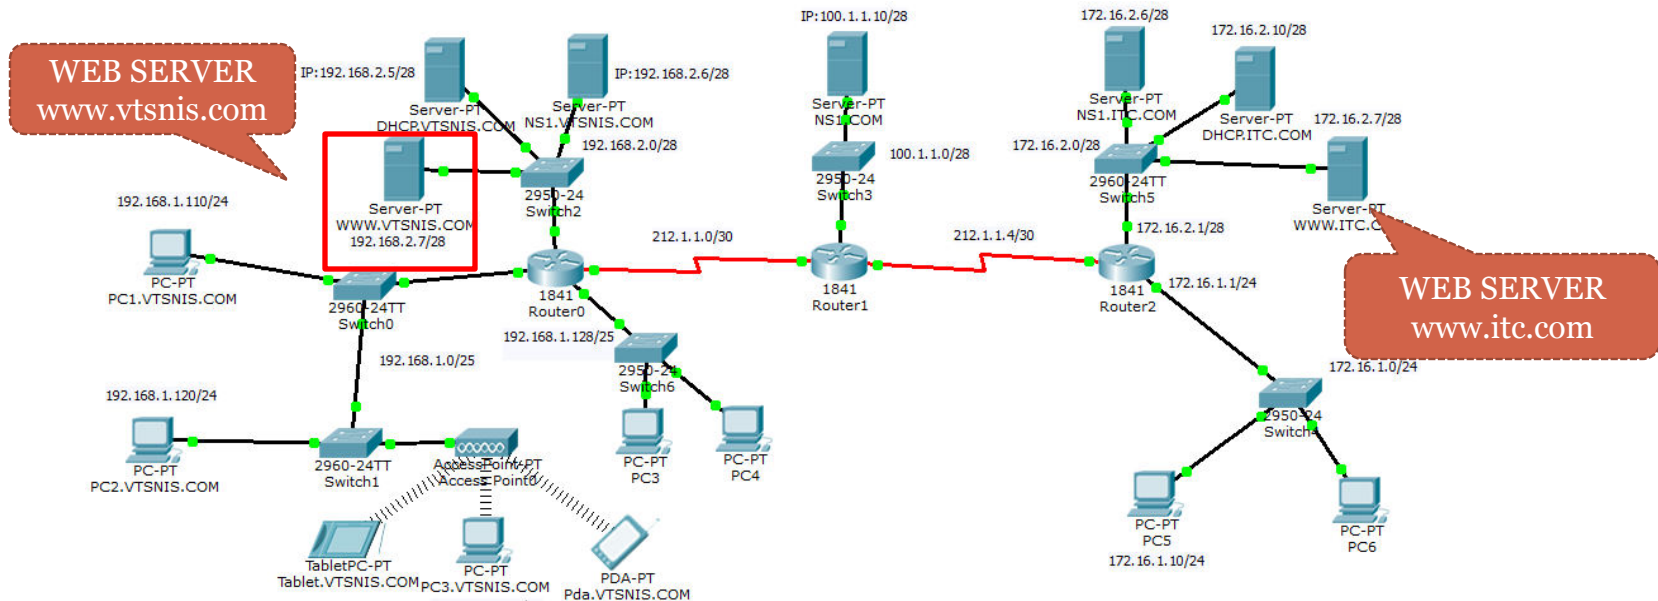 WEB SERVER
www.vtsnis.com
IP:192.168.2.5/28
Server-PT
DHCP.VTSNIS.COM
IP:192.168.2.6/28
Server-PT
NS1.VTSNIS.COM
192.168.2.0/28
2950-24
Switch2
Server-PT
WWW.VTSNIS.COM
192.168.2.7/28
192.168.1.110/24
PC-PT
PC1.VTSNIS.COM
2960-24TT
Switch0
1841
Router0
192.168.1.0/25
192.168.1.128/25
2950-24
Switch6
PC-PT
PC3
PC-PT
PC4
192.168.1.120/24
PC-PT
PC2.VTSNIS.COM
2960-24TT
Switch1
AccessPoint-PT
Access Point0
TabletPC-PT
Tablet.VTSNIS.COM
PC-PT
PC3.VTSNIS.COM
PDA-PT
Pda.VTSNIS.COM
IP:100.1.1.10/28
Server-PT
NS1.COM
100.1.1.0/28
2950-24
Switch3
212.1.1.0/30
1841
Router1
212.1.1.4/30
172.16.2.6/28
Server-PT
NS1.ITC.COM
172.16.2.10/28
Server-PT
DHCP.ITC.COM
172.16.2.7/28
Server-PT
WWW.ITC.C
172.16.2.0/28
2960-24TT
Switch5
172.16.2.1/28
1841
Router2
172.16.1.1/24
WEB SERVER
www.itc.com
172.16.1.0/24
2950-24
Switch4
PC-PT
PC5
172.16.1.10/24
PC-PT
PC6